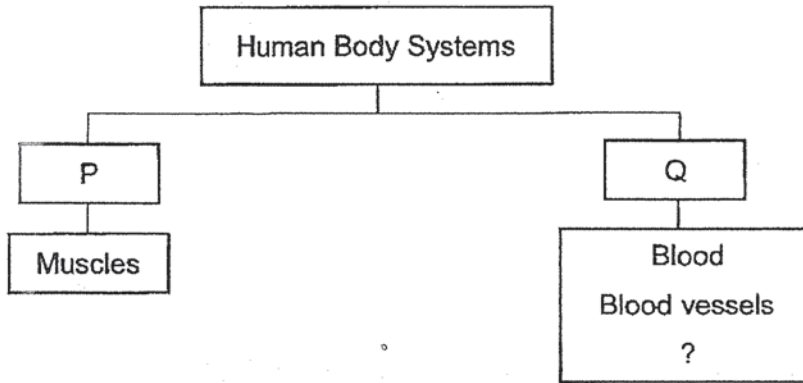 Human Body Systems
P
Q
Muscles
Blood
Blood vessels
?